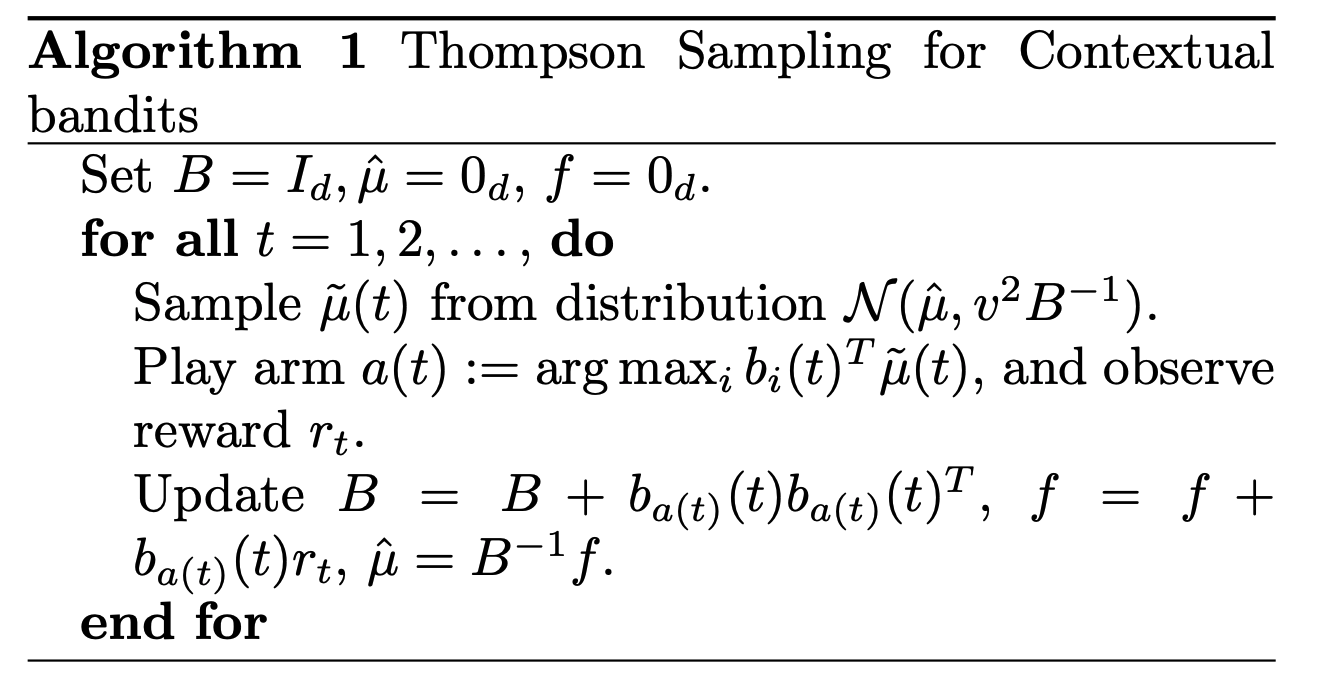 Algorithm 1 Thompson Sampling for Contextual
bandits
Set B = I_d, μ̂ = 0_d, f = 0_d.
for all t = 1, 2, . . . , do
Sample μ̃(t) from distribution 𝒩(μ̂, v²B⁻¹).
Play arm a(t) := arg max_i b_i(t)^T μ̃(t), and observe
reward r_t.
Update B = B + b_{a(t)}(t)b_{a(t)}(t)^T, f = f +
b_{a(t)}(t)r_t, μ̂ = B⁻¹f.
end for